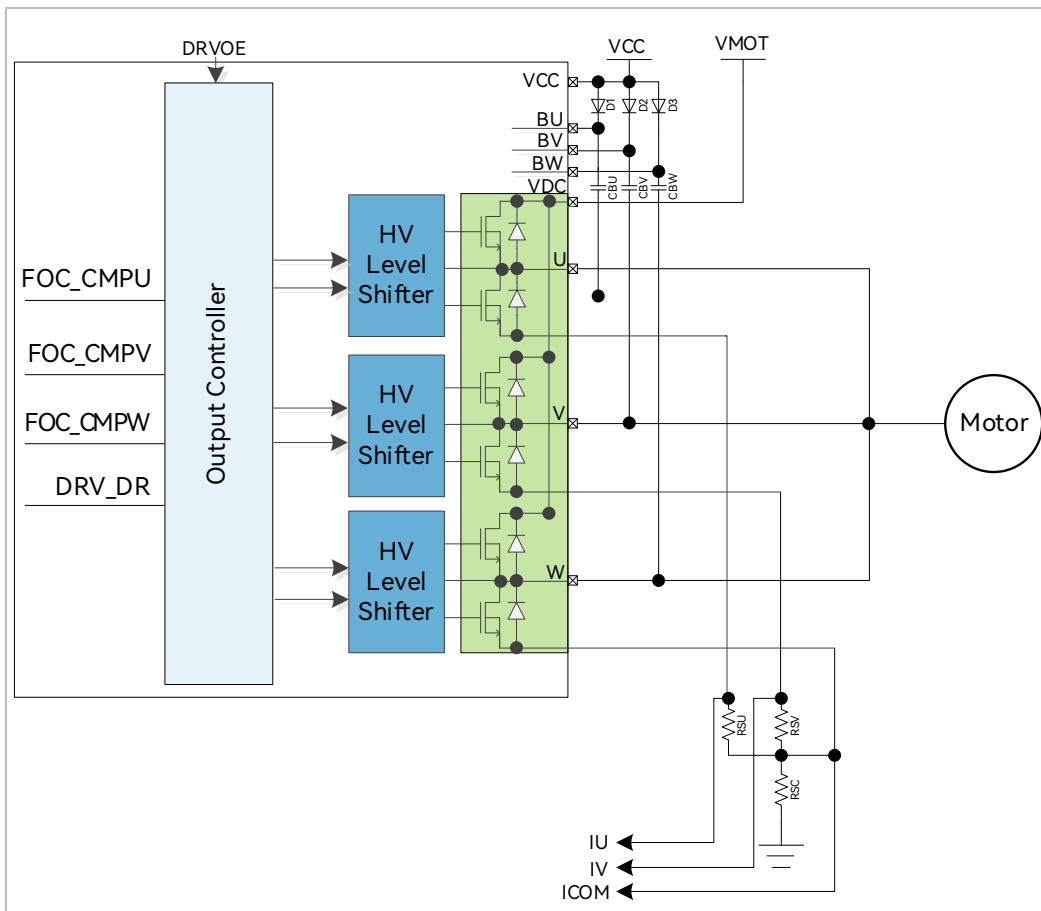 DRVOE
VCC
VMOT
VCC
D1
D2
D3
BU
BV
BW
VDC
CBU
CBV
CBW
HV
Level
Shifter
U
FOC_CMPU
FOC_CMPV
FOC_CMPW
DRV_DR
Output Controller
HV
Level
Shifter
V
Motor
HV
Level
Shifter
W
RSU
RSV
RSC
IU
IV
ICOM